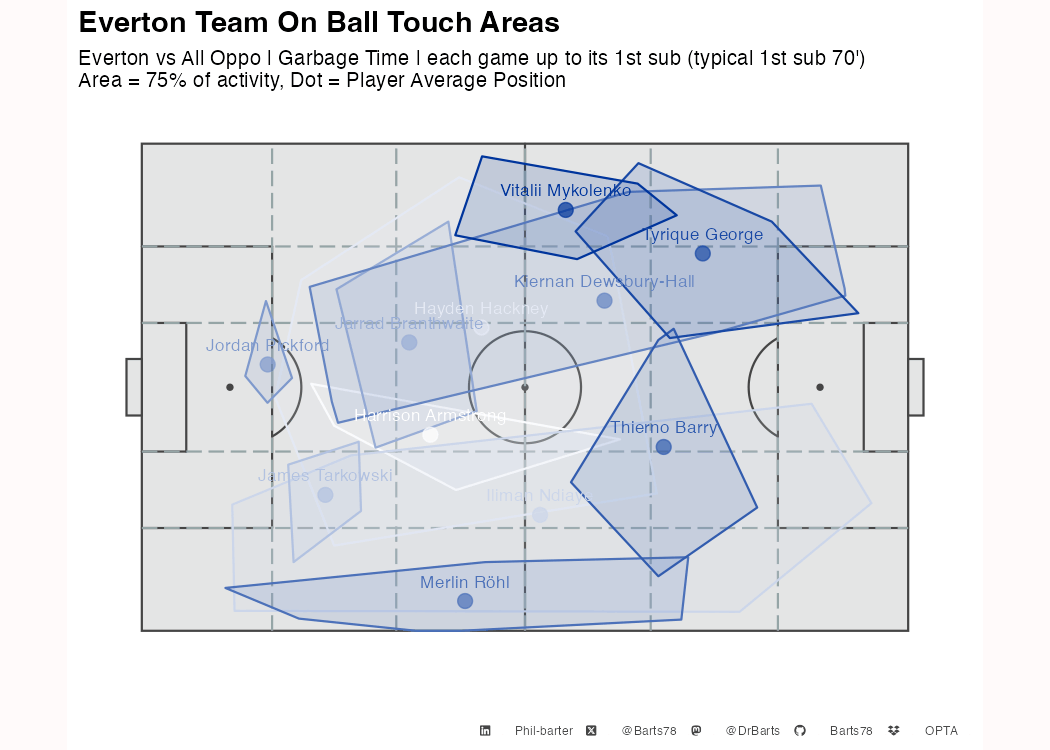 Everton Team On Ball Touch Areas
Everton vs All Oppo | Garbage Time | each game up to its 1st sub (typical 1st sub 70')
Area = 75% of activity, Dot = Player Average Position
Vitalii Mykolenko
Tyrique George
Kiernan Dewsbury-Hall
Hayden Hackney
Jarrad Branthwaite
Jordan Pickford
Harrison Armstrong
Thierno Barry
James Tarkowski
Iliman Ndiaye
Merlin Röhl
Phil-barter @Barts78 @DrBarts Barts78 OPTA